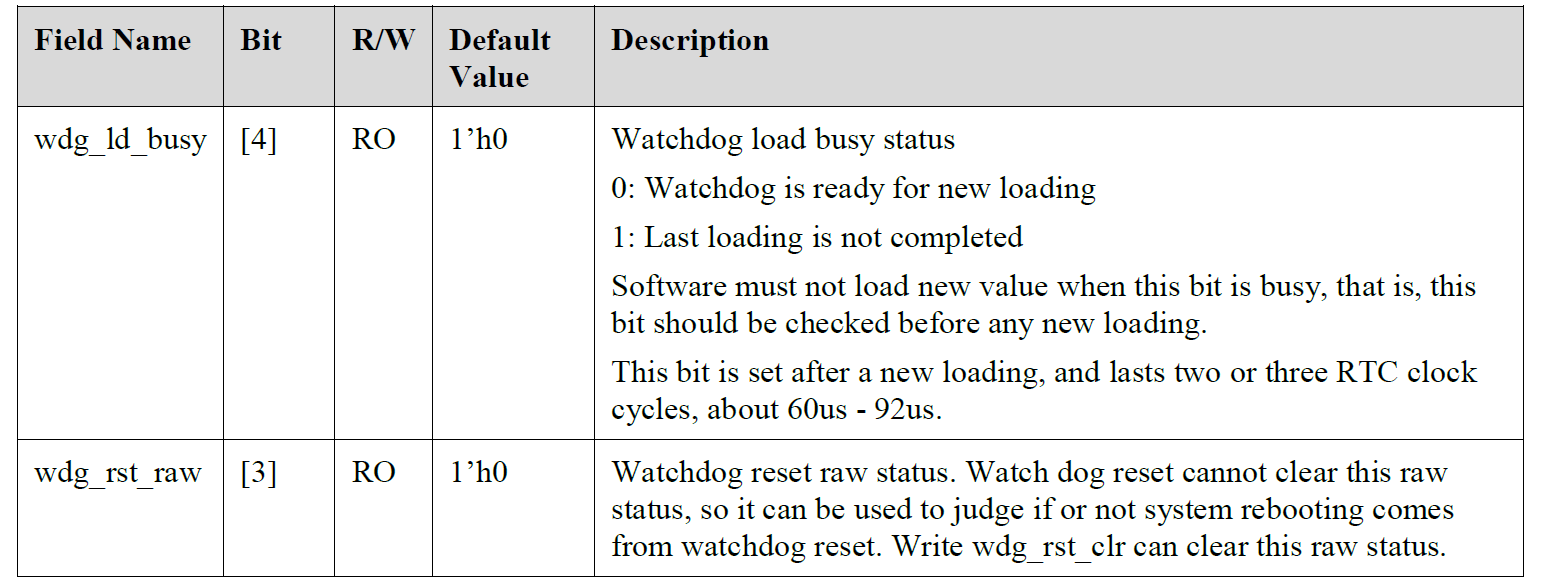 Field Name Bit R/W Default Value Description
wdg_ld_busy [4] RO 1’h0 Watchdog load busy status
0: Watchdog is ready for new loading
1: Last loading is not completed
Software must not load new value when this bit is busy, that is, this
bit should be checked before any new loading.
This bit is set after a new loading, and lasts two or three RTC clock
cycles, about 60us - 92us.
wdg_rst_raw [3] RO 1’h0 Watchdog reset raw status. Watch dog reset cannot clear this raw
status, so it can be used to judge if or not system rebooting comes
from watchdog reset. Write wdg_rst_clr can clear this raw status.